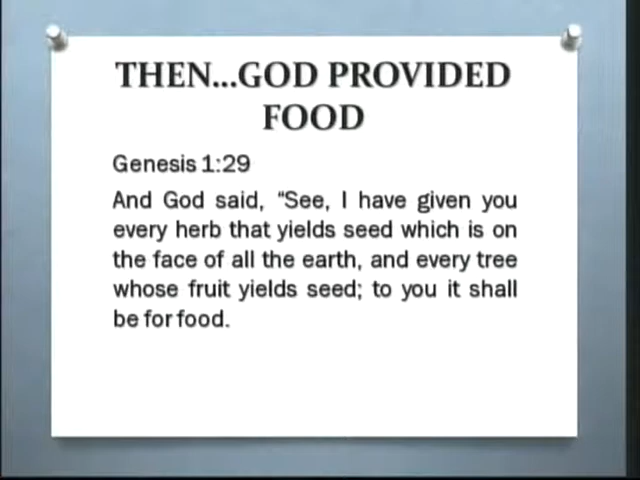 THEN...GOD PROVIDED
FOOD
Genesis 1:29
And God said, “See, I have given you
every herb that yields seed which is on
the face of all the earth, and every tree
whose fruit yields seed; to you it shall
be for food.